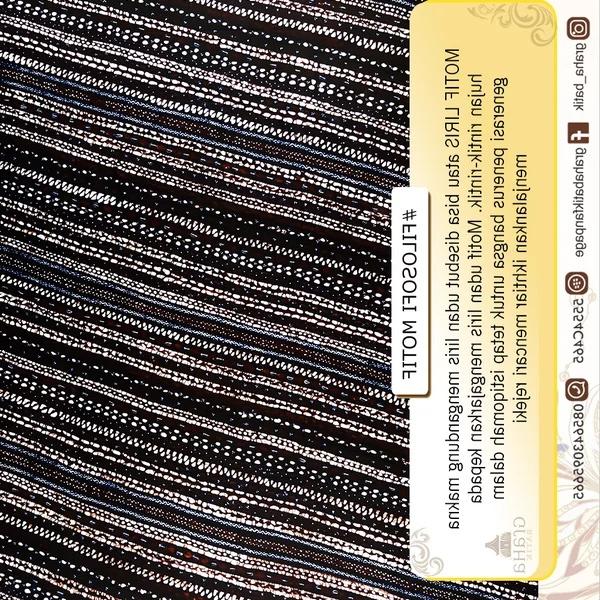 #FILOSOFI MOTIF
MOTIF LIRIS atau bisa disebut udan liris mengandung makna
hujan rintik-rintik. Motif udan liris mengajarkan kepada
generasi penerus bangsa untuk tetap istiqomah dalam
menjalankan ikhtiar mencari rejeki
GRAHA